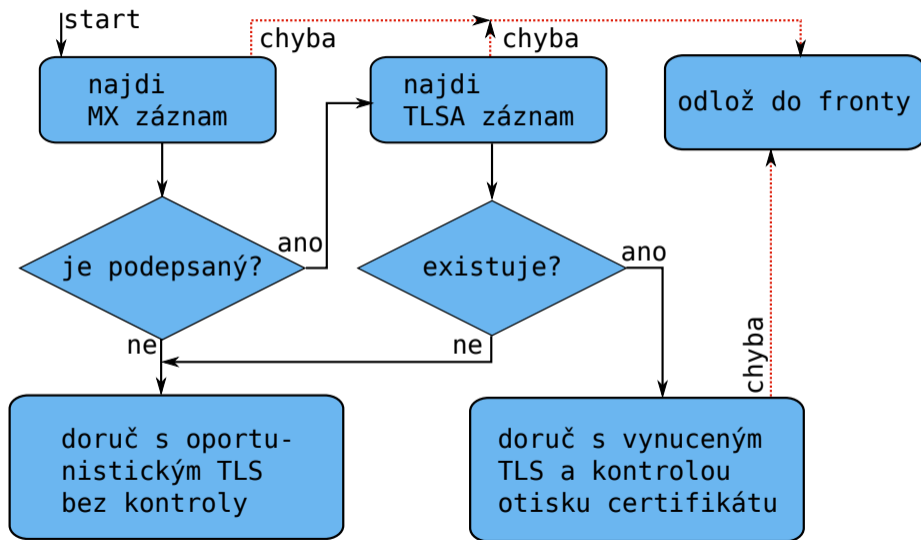 start
chyba
chyba
najdi
MX záznam
najdi
TLSA záznam
odlož do fronty
je podepsaný?
ano
existuje?
ano
ne
ne
chyba
doruč s oportu-
nistickým TLS
bez kontroly
doruč s vynuceným
TLS a kontrolou
otisku certifikátu